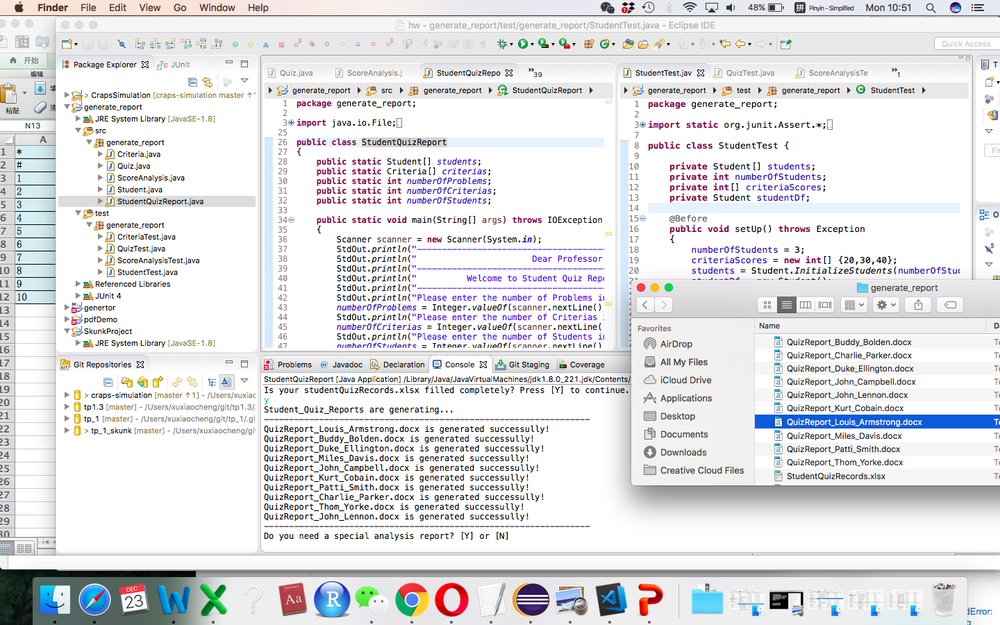 Finder File Edit View Go Window Help
48% Pinyin - Simplified Mon 10:51
hw - generate_report/test/generate_report/StudentTest.java - Eclipse IDE
Quick Access
开始
编辑
粘贴
N13
A
1 *
2 #
3 1
4 2
5 3
6 4
7 5
8 6
9 7
10 8
11 9
12 10
13
14
15
16
17
18
19
20
21
22
23
24
25
26
27
28
29
30
Package Explorer JUnit
> CrapsSimulation [craps-simulation master ↑
generate_report
JRE System Library [JavaSE-1.8]
src
generate_report
Criteria.java
Quiz.java
ScoreAnalysis.java
Student.java
StudentQuizReport.java
test
generate_report
CriteriaTest.java
QuizTest.java
ScoreAnalysisTest.java
StudentTest.java
Referenced Libraries
JUnit 4
genertor
pdfDemo
SkunkProject
JRE System Library [JavaSE-1.8]
Git Repositories
> craps-simulation [master ↑1] - /Users/xuxiaoc
tp1.3 [master] - /Users/xuxiaocheng/git/tp1.3/.
tp_1 [master] - /Users/xuxiaocheng/git/tp_1/.gi
> tp_1_skunk [master] - /Users/xuxiaocheng/git
Quiz.java ScoreAnalysis.j StudentQuizRepo »39
generate_report src generate_report StudentQuizReport
1 package generate_report;
2
3 import java.io.File;
25
26 public class StudentQuizReport
27 {
28 public static Student[] students;
29 public static Criteria[] criterias;
30 public static int numberOfProblems;
31 public static int numberOfCriterias;
32 public static int numberOfStudents;
33
34 public static void main(String[] args) throws IOException
35 {
36 Scanner scanner = new Scanner(System.in);
37 StdOut.println("----------------------------------------
38 StdOut.println(" Dear Professor
39 StdOut.println("----------------------------------------
40 StdOut.println(" Welcome to Student Quiz Repo
41 StdOut.println("----------------------------------------
42 StdOut.println("Please enter the number of Problems in
43 numberOfProblems = Integer.valueOf(scanner.nextLine()
44 StdOut.println("Please enter the number of Criterias i
45 numberOfCriterias = Integer.valueOf(scanner.nextLine(
46 StdOut.println("Please enter the number of Students in
47 numberOfStudents = Integer.valueOf(scanner.nextLine()
StudentTest.jav QuizTest.java ScoreAnalysisTe »1
generate_report test generate_report StudentTest
1 package generate_report;
2
3 import static org.junit.Assert.*;
7
8 public class StudentTest {
9
10 private Student[] students;
11 private int numberOfStudents;
12 private int[] criteriaScores;
13 private Student studentDf;
14
15 @Before
16 public void setUp() throws Exception
17 {
18 numberOfStudents = 3;
19 criteriaScores = new int[] {20,30,40};
20 students = Student.InitializeStudents(numberOfStuc
Problems Javadoc Declaration Console Git Staging Coverage
StudentQuizReport [Java Application] /Library/Java/JavaVirtualMachines/jdk1.8.0_221.jdk/Contents/
Is your studentQuizRecords.xlsx filled completely? Press [Y] to continue.
y
Student_Quiz_Reports are generating...
-----------------------------------------------------------------
QuizReport_Louis_Armstrong.docx is generated successully!
QuizReport_Buddy_Bolden.docx is generated successully!
QuizReport_Duke_Ellington.docx is generated successully!
QuizReport_Miles_Davis.docx is generated successully!
QuizReport_John_Campbell.docx is generated successully!
QuizReport_Kurt_Cobain.docx is generated successully!
QuizReport_Patti_Smith.docx is generated successully!
QuizReport_Charlie_Parker.docx is generated successully!
QuizReport_Thom_Yorke.docx is generated successully!
QuizReport_John_Lennon.docx is generated successully!
-----------------------------------------------------------------
Do you need a special analysis report? [Y] or [N]
generate_report
Favorites
AirDrop
All My Files
iCloud Drive
Applications
Desktop
Documents
Downloads
Creative Cloud Files
Name
QuizReport_Buddy_Bolden.docx
QuizReport_Charlie_Parker.docx
QuizReport_Duke_Ellington.docx
QuizReport_John_Campbell.docx
QuizReport_John_Lennon.docx
QuizReport_Kurt_Cobain.docx
QuizReport_Louis_Armstrong.docx
QuizReport_Miles_Davis.docx
QuizReport_Patti_Smith.docx
QuizReport_Thom_Yorke.docx
StudentQuizRecords.xlsx
DEC
23
Aa
R
dError: